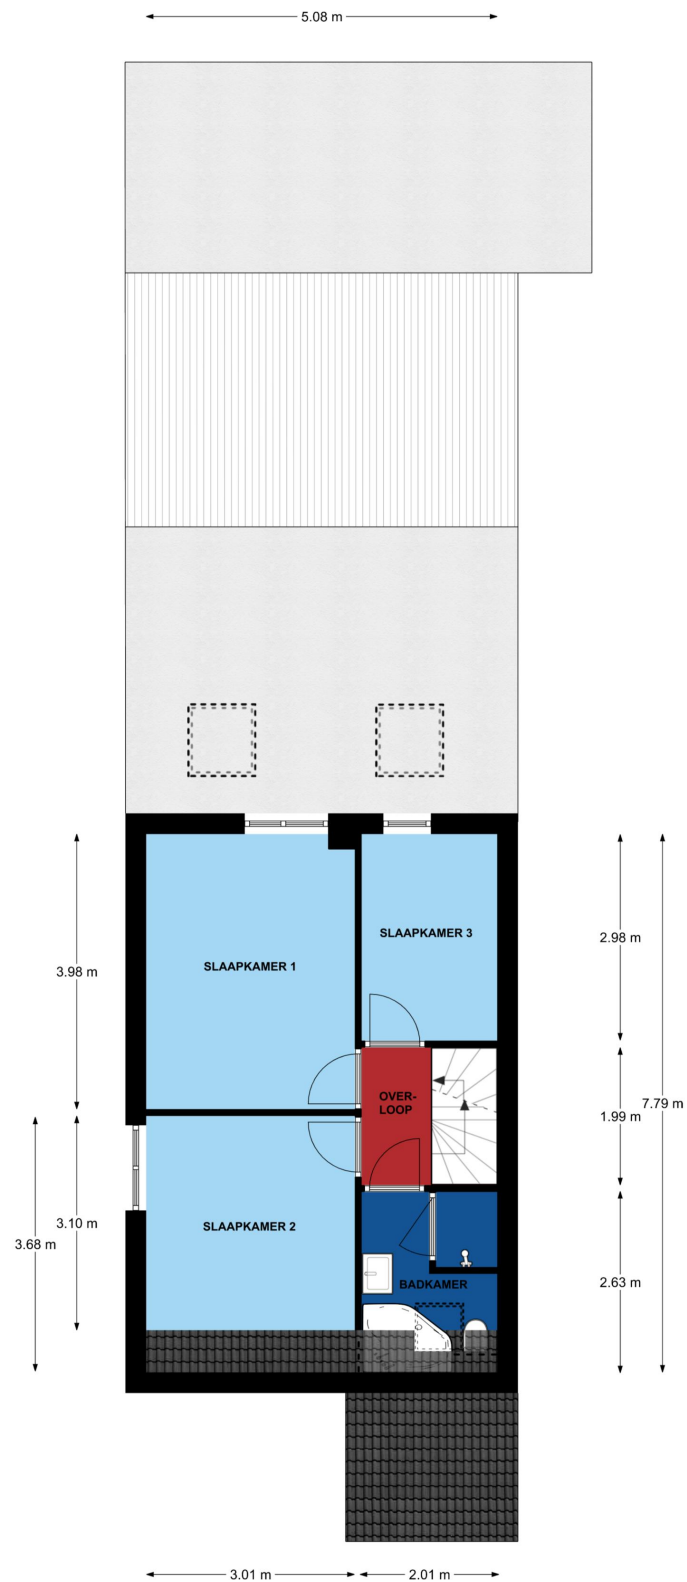 5.08 m
SLAAPKAMER 3
2.98 m
SLAAPKAMER 1
3.98 m
OVER-
LOOP
1.99 m
7.79 m
3.10 m
SLAAPKAMER 2
3.68 m
BADKAMER
2.63 m
3.01 m
2.01 m